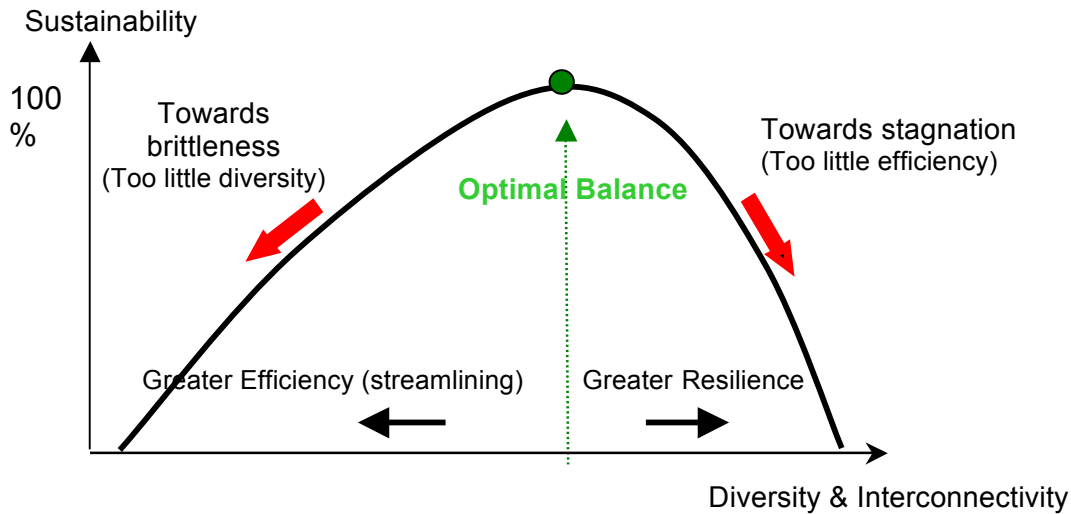 Sustainability
100
%
Towards
brittleness
(Too little diversity)
Towards stagnation
(Too little efficiency)
Optimal Balance
Greater Efficiency (streamlining)
Greater Resilience
Diversity & Interconnectivity